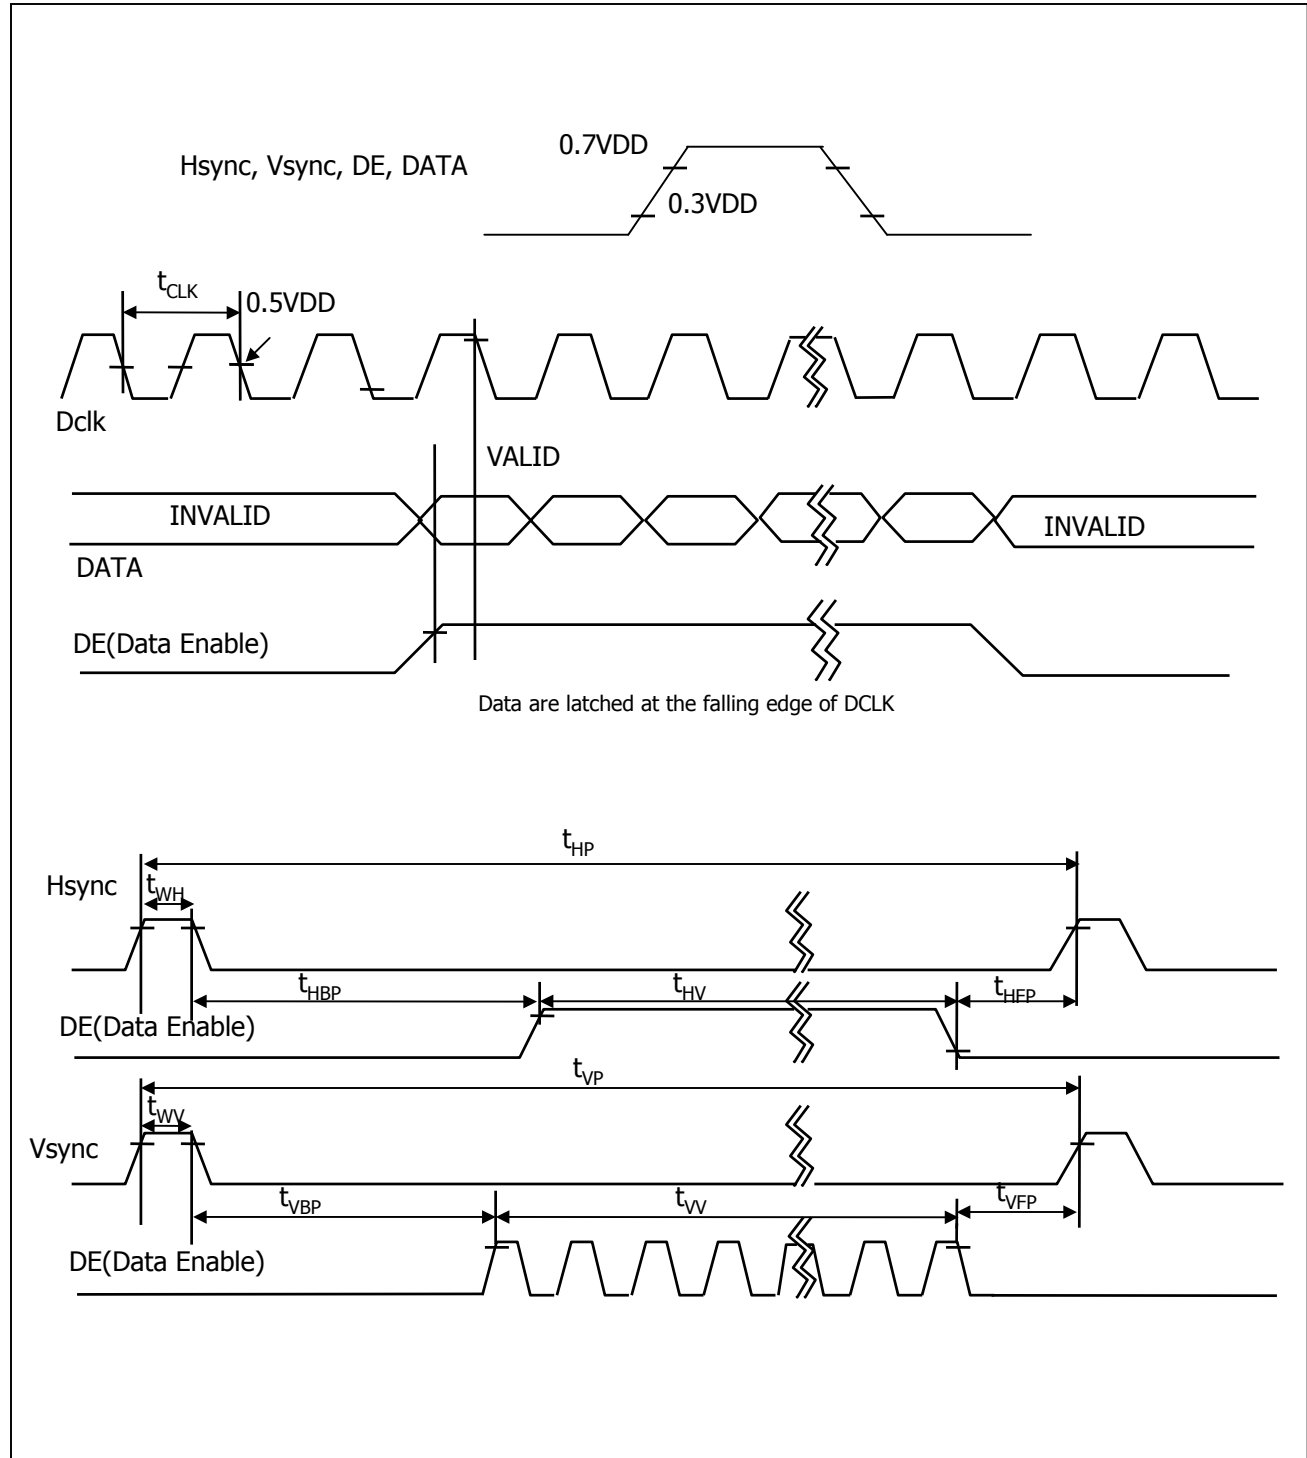 0.7VDD
Hsync, Vsync, DE, DATA
0.3VDD
tCLK
0.5VDD
Dclk
VALID
INVALID
INVALID
DATA
DE(Data Enable)
Data are latched at the falling edge of DCLK
tHP
Hsync
tWH
tHBP
tHV
tHFP
DE(Data Enable)
tVP
tWV
Vsync
tVBP
tVV
tVFP
DE(Data Enable)